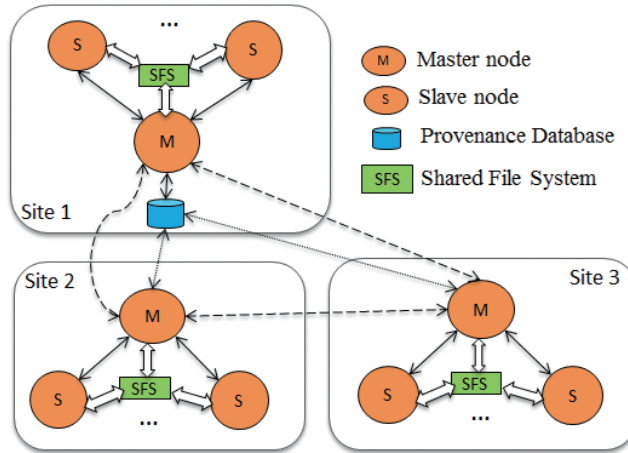 ...
S
S
SFS
M
Site 1
M Master node
S Slave node
Provenance Database
SFS Shared File System
Site 2
M
S
SFS
S
...
Site 3
M
S
SFS
S
...